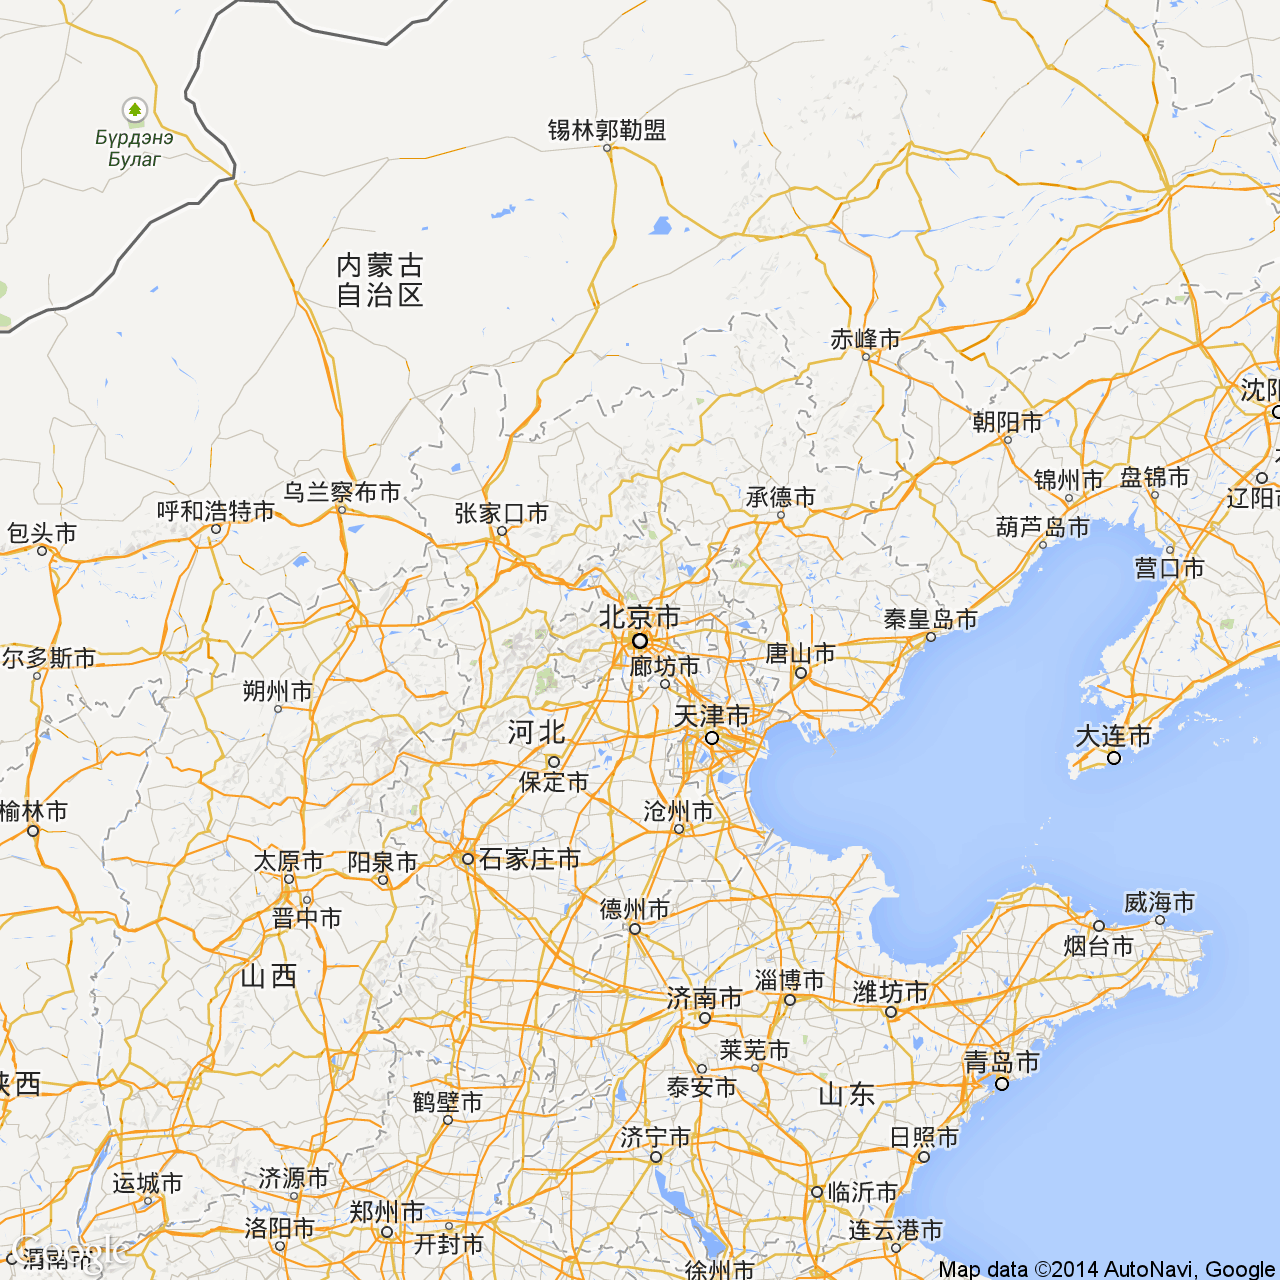 锡林郭勒盟
Бүрдэнэ
Булаг
内蒙古
自治区
赤峰市
沈阳
朝阳市
锦州市
盘锦市
乌兰察布市
承德市
辽阳市
呼和浩特市
张家口市
葫芦岛市
包头市
营口市
北京市
秦皇岛市
尔多斯市
廊坊市
唐山市
朔州市
天津市
河北
大连市
保定市
榆林市
沧州市
太原市
阳泉市
石家庄市
威海市
德州市
晋中市
烟台市
山西
淄博市
潍坊市
济南市
莱芜市
青岛市
陕西
泰安市
山东
鹤壁市
济宁市
日照市
运城市
济源市
临沂市
郑州市
洛阳市
连云港市
开封市
渭南市
Google
徐州市
Map data ©2014 AutoNavi, Google